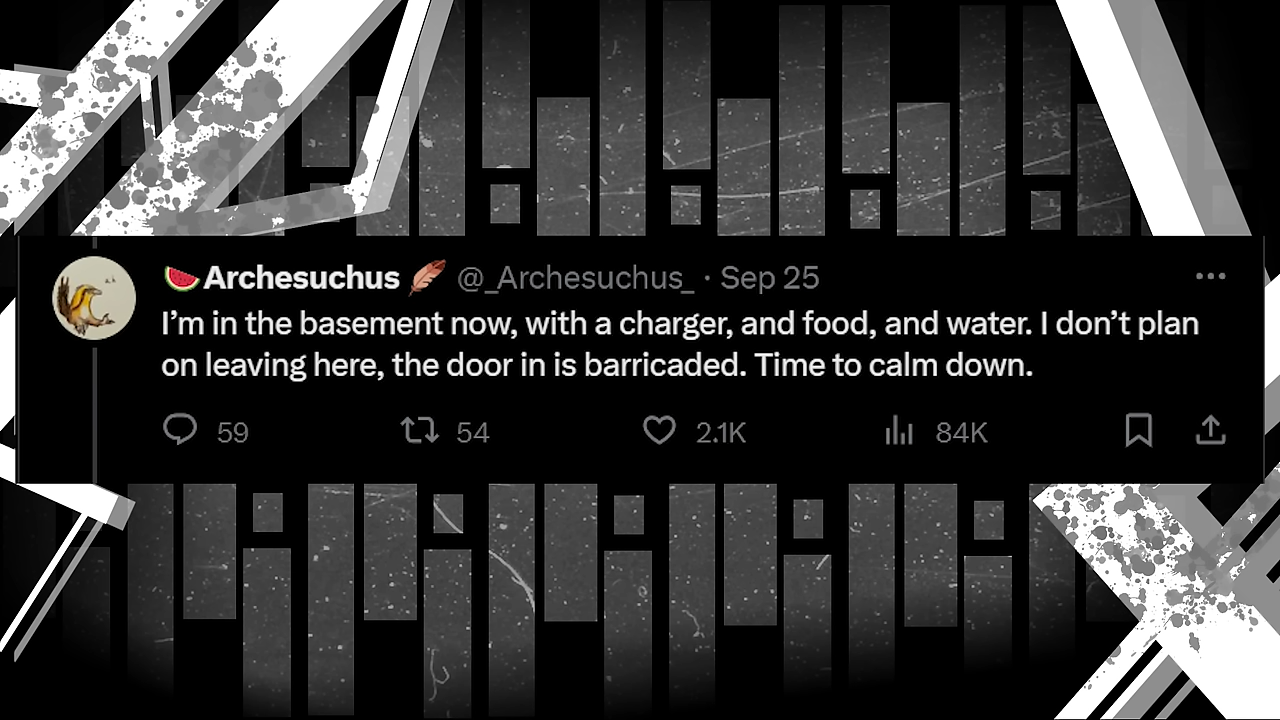 🍉Archesuchus 🪶 @_Archesuchus_ · Sep 25
I’m in the basement now, with a charger, and food, and water. I don’t plan
on leaving here, the door in is barricaded. Time to calm down.
59 54 2.1K 84K